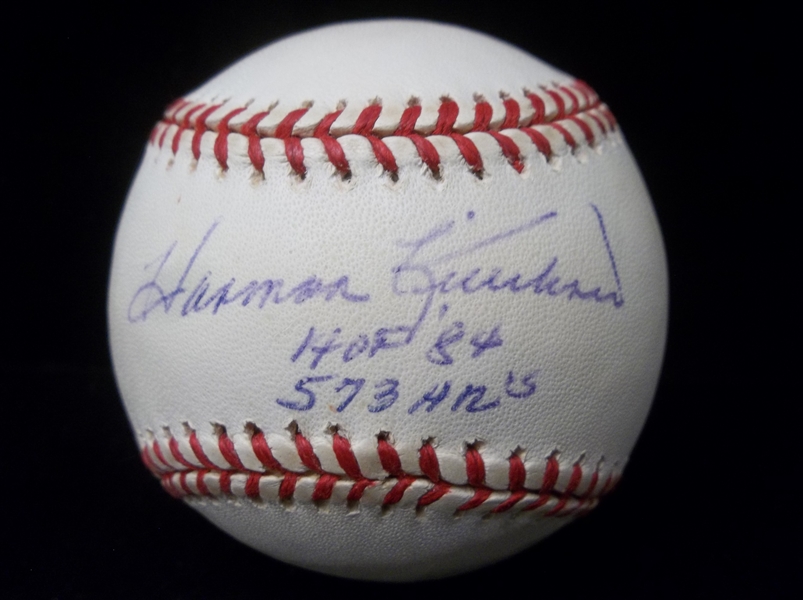 Harmon Killebrew
HOF '84
573 HR's